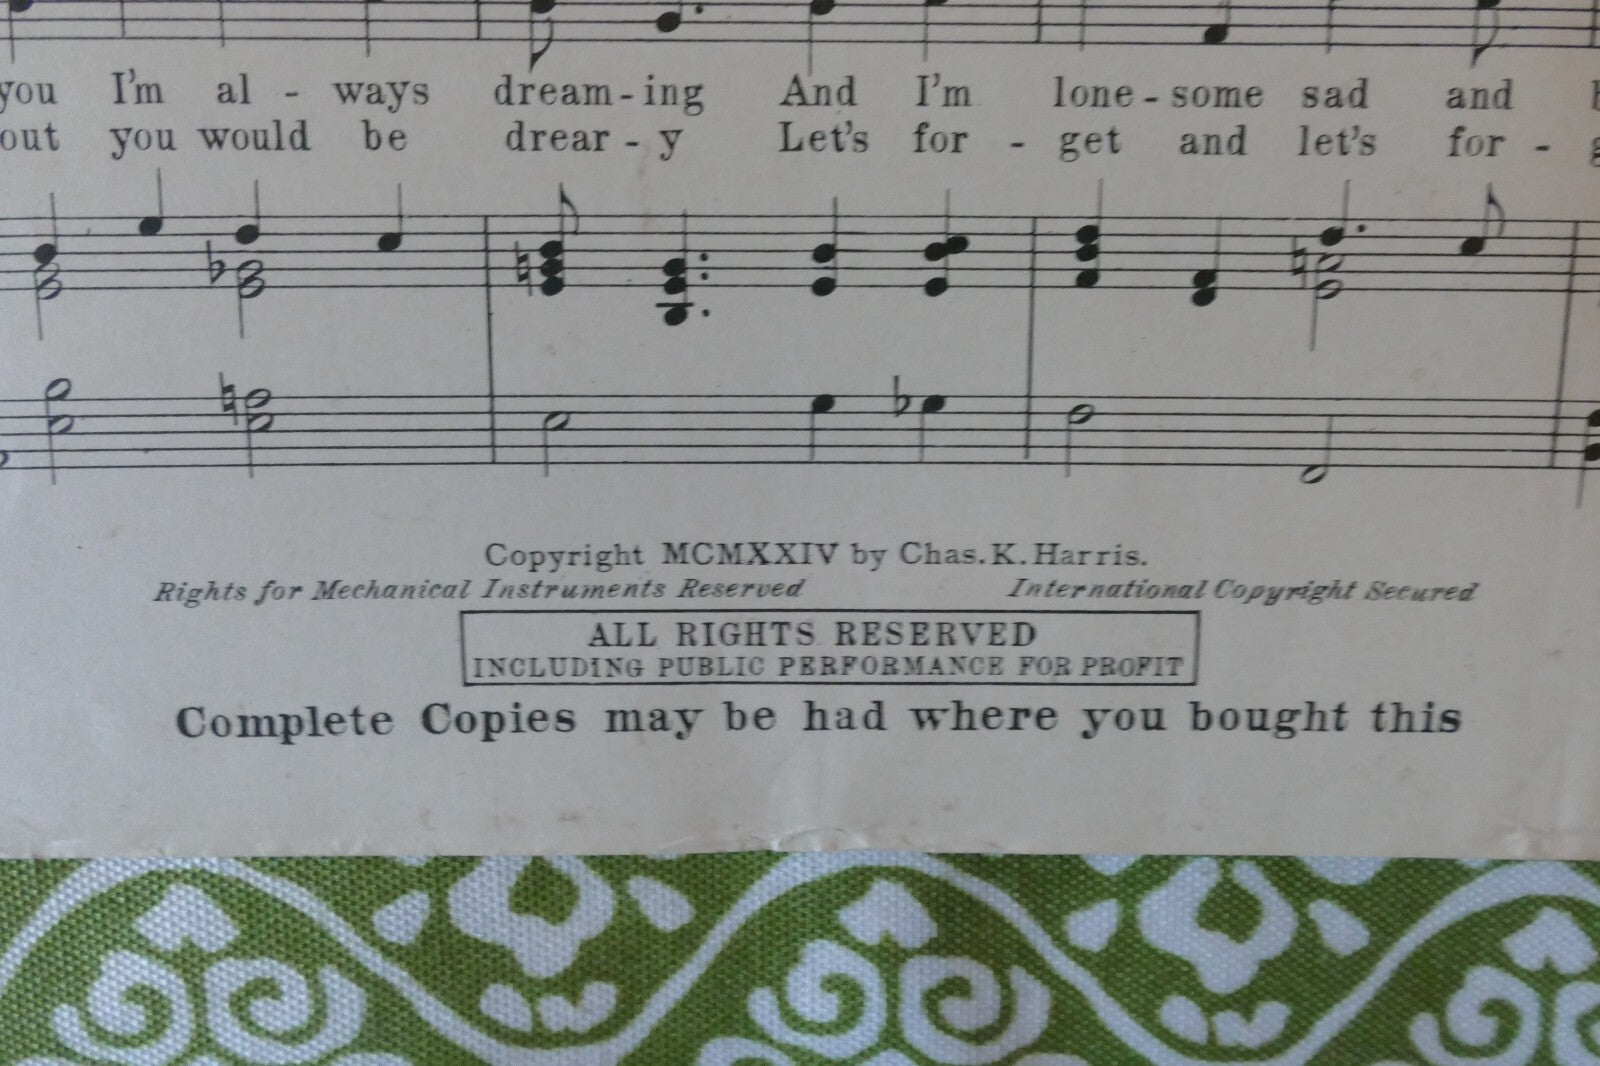 you I'm al - ways dream - ing And I'm lone - some sad and
out you would be drear - y Let's for - get and let's for -
Copyright MCMXXIV by Chas. K. Harris.
Rights for Mechanical Instruments Reserved International Copyright Secured
ALL RIGHTS RESERVED
INCLUDING PUBLIC PERFORMANCE FOR PROFIT
Complete Copies may be had where you bought this